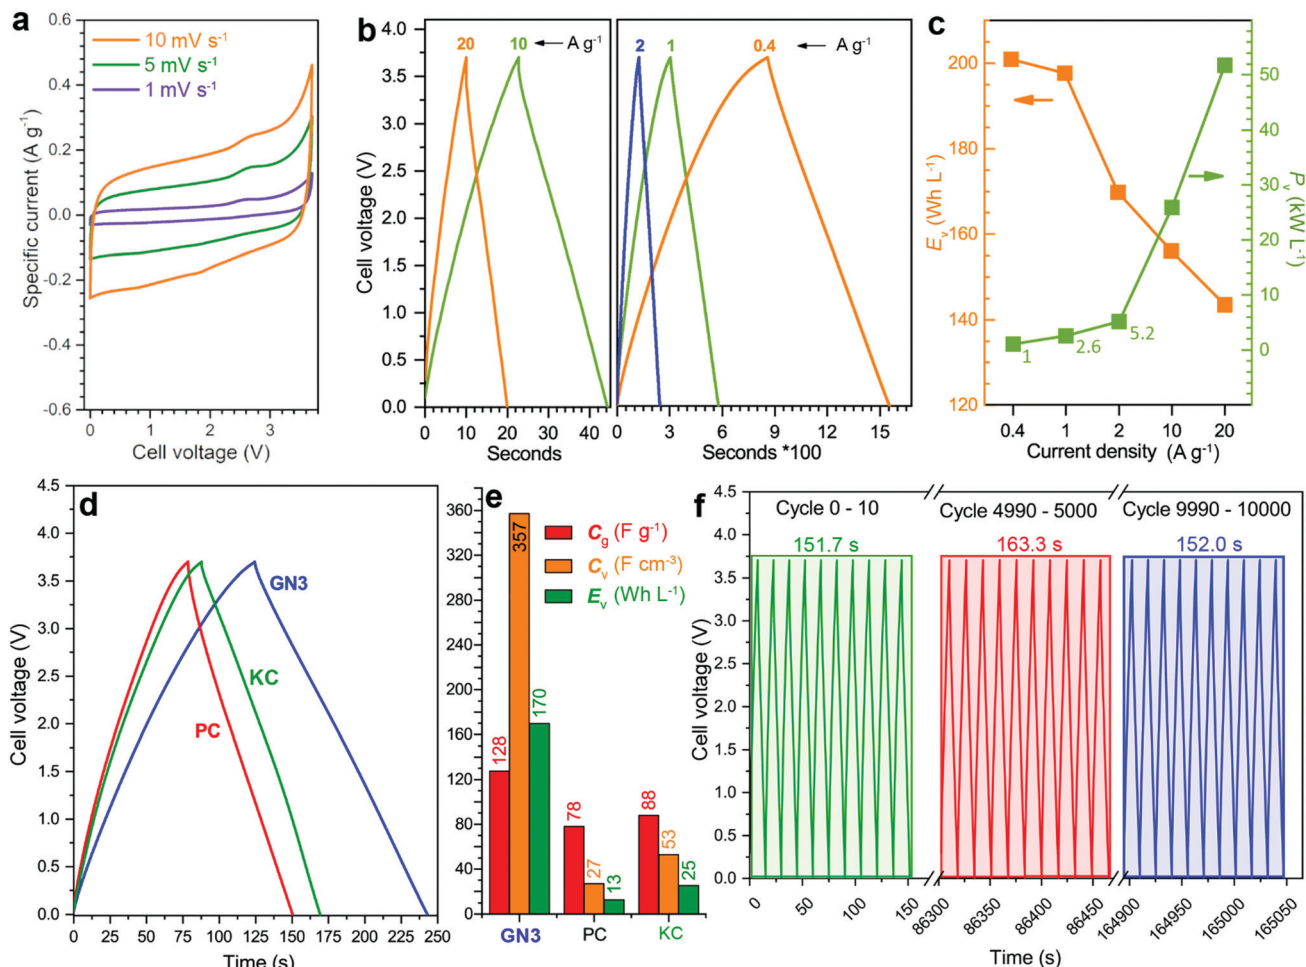 a
0.6
0.4
0.2
0.0
-0.2
-0.4
-0.6
Specific current (A g⁻¹)
10 mV s⁻¹
5 mV s⁻¹
1 mV s⁻¹
0 1 2 3
Cell voltage (V)
b
4.0
3.5
3.0
2.5
2.0
1.5
1.0
0.5
0.0
Cell voltage (V)
20 10 ← A g⁻¹
2 1 0.4 ← A g⁻¹
0 10 20 30 40
Seconds
0 3 6 9 12 15
Seconds *100
c
200
180
160
140
120
Eᵥ (Wh L⁻¹)
50
40
30
20
10
0
Pᵥ (kW L⁻¹)
1
2.6
5.2
0.4 1 2 10 20
Current density (A g⁻¹)
d
4.5
4.0
3.5
3.0
2.5
2.0
1.5
1.0
0.5
0.0
Cell voltage (V)
GN3
KC
PC
0 25 50 75 100 125 150 175 200 225 250
Time (s)
e
360
320
280
240
200
160
120
80
40
0
C_g (F g⁻¹)
Cᵥ (F cm⁻³)
Eᵥ (Wh L⁻¹)
128
357
170
78
27
13
88
53
25
GN3 PC KC
f
4.5
4.0
3.5
3.0
2.5
2.0
1.5
1.0
0.5
0.0
Cell voltage (V)
Cycle 0 - 10
Cycle 4990 - 5000
Cycle 9990 - 10000
151.7 s
163.3 s
152.0 s
0 50 100 150
86300 86350 86400 86450
164900 164950 165000 165050
Time (s)